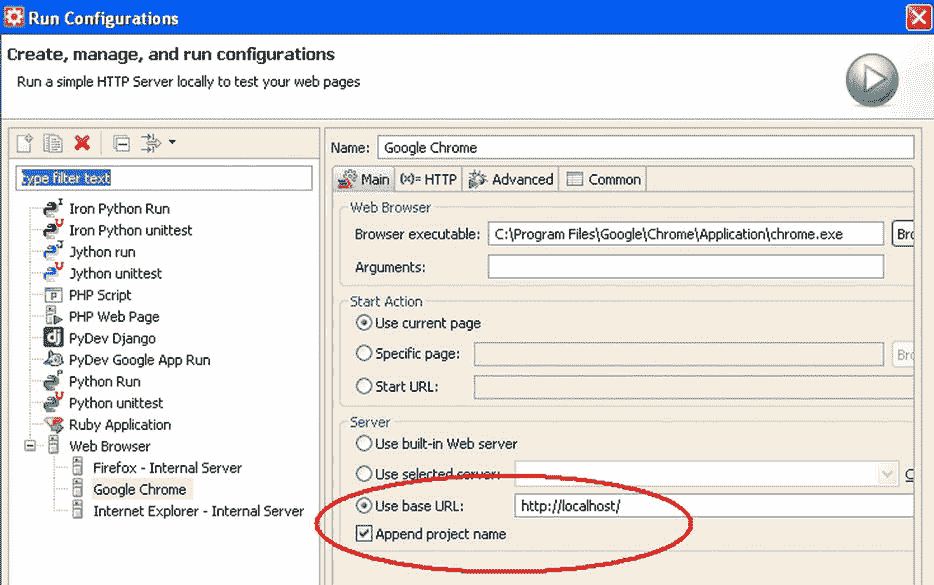 Run Configurations
Create, manage, and run configurations
Run a simple HTTP Server locally to test your web pages
type filter text
Iron Python Run
Iron Python unittest
Jython run
Jython unittest
PHP Script
PHP Web Page
PyDev Django
PyDev Google App Run
Python Run
Python unittest
Ruby Application
Web Browser
Firefox - Internal Server
Google Chrome
Internet Explorer - Internal Server
Name: Google Chrome
Main (x)= HTTP Advanced Common
Web Browser
Browser executable: C:\Program Files\Google\Chrome\Application\chrome.exe Bro
Arguments:
Start Action
Use current page
Specific page: Bro
Start URL:
Server
Use built-in Web server
Use selected server:
Use base URL: http://localhost/
Append project name